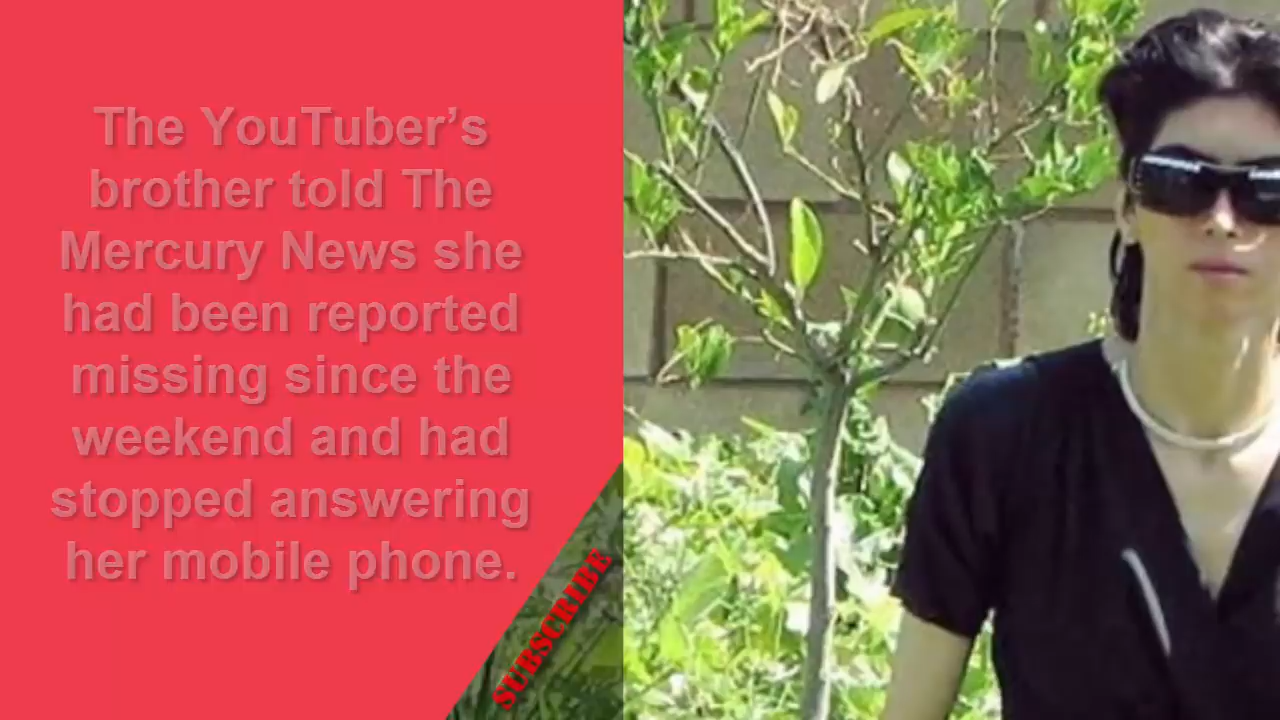 The YouTuber’s
brother told The
Mercury News she
had been reported
missing since the
weekend and had
stopped answering
her mobile phone.
SUBSCRIBE